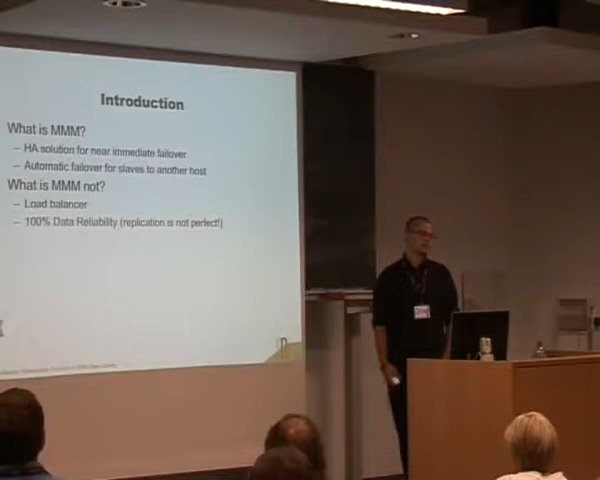 Introduction
What is MMM?
– HA solution for near immediate failover
– Automatic failover for slaves to another host
What is MMM not?
– Load balancer
– 100% Data Reliability (replication is not perfect!)